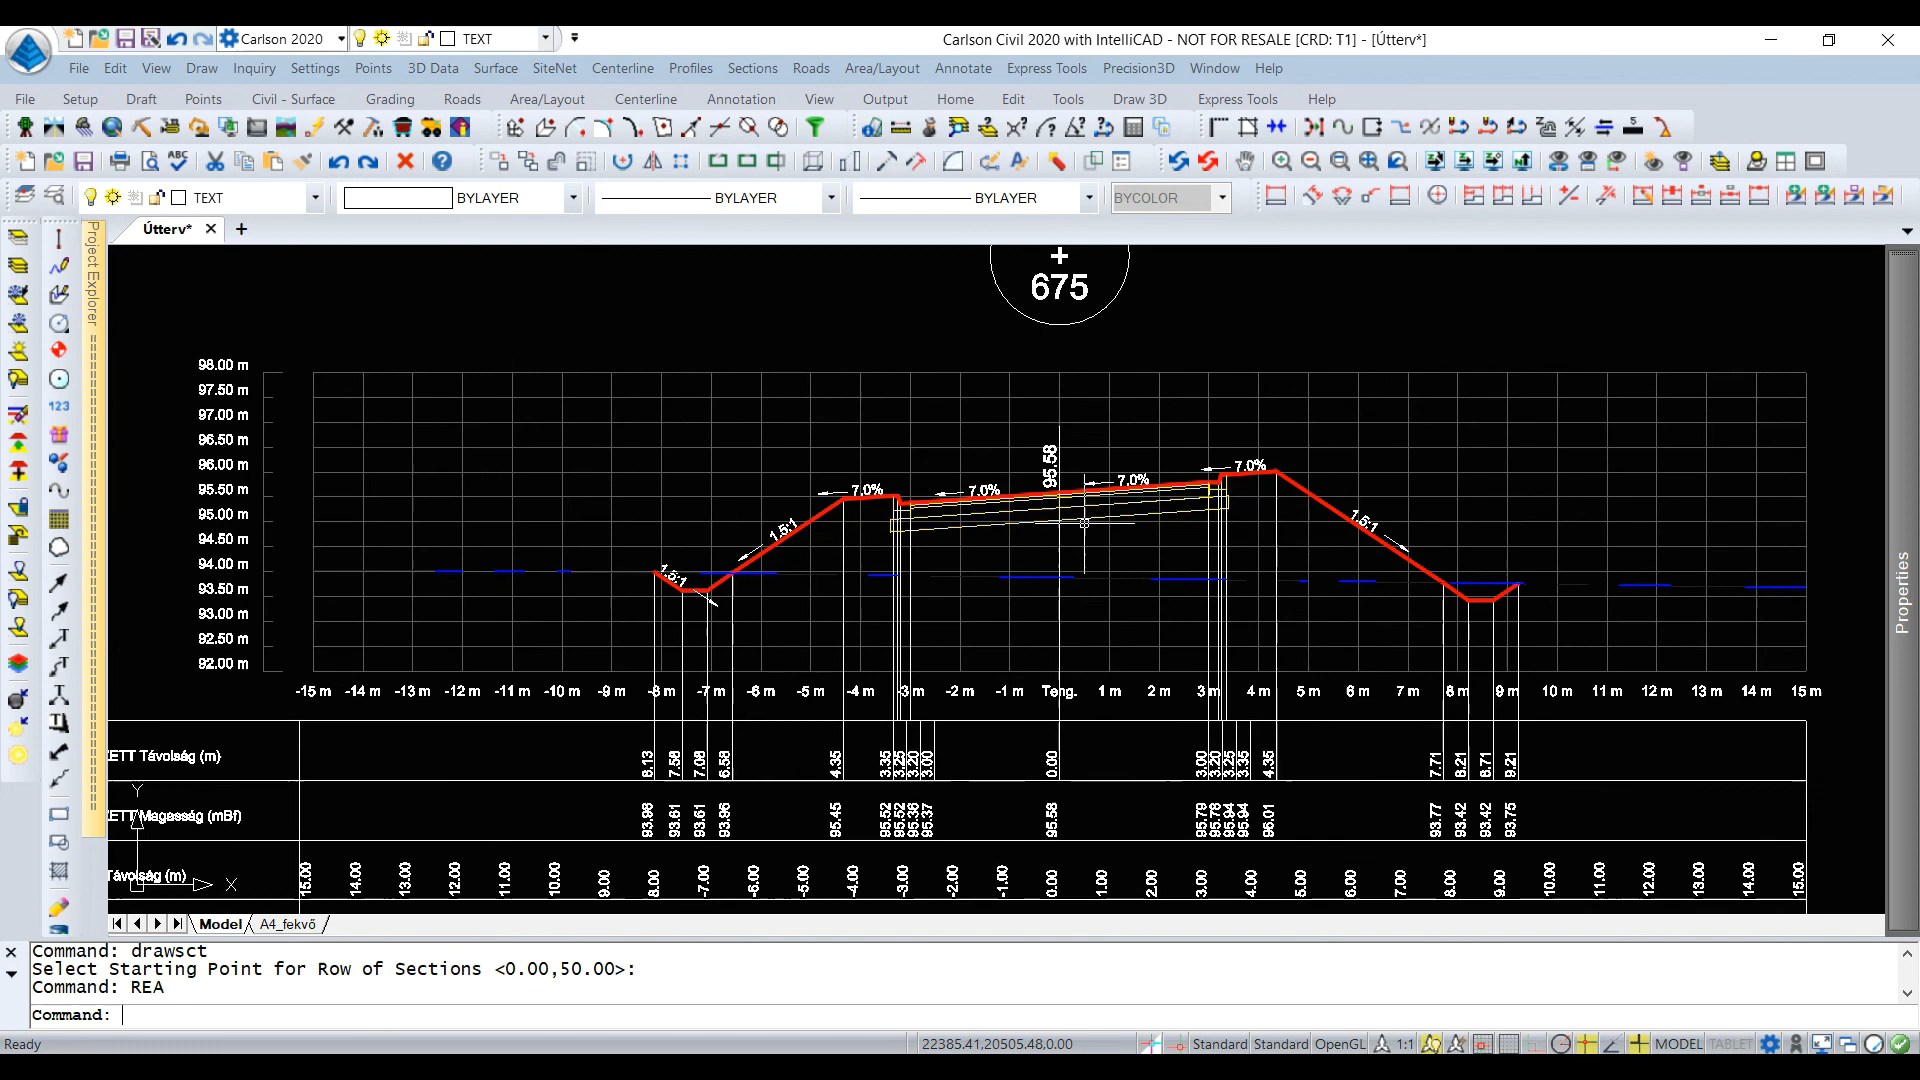 Carlson 2020
TEXT
Carlson Civil 2020 with IntelliCAD - NOT FOR RESALE [CRD: T1] - [Útterv*]
File Edit View Draw Inquiry Settings Points 3D Data Surface SiteNet Centerline Profiles Sections Roads Area/Layout Annotate Express Tools Precision3D Window Help
File Setup Draft Points Civil - Surface Grading Roads Area/Layout Centerline Annotation View Output Home Edit Tools Draw 3D Express Tools Help
TEXT BYLAYER BYLAYER BYLAYER BYCOLOR
Útterv*
Project Explorer
Properties
123
+
675
98.00 m
97.50 m
97.00 m
96.50 m
96.00 m
95.50 m
95.00 m
94.50 m
94.00 m
93.50 m
93.00 m
92.50 m
92.00 m
95.58
7.0% 7.0% 7.0% 7.0%
1.5:1 1.5:1
1.5:1
-15 m -14 m -13 m -12 m -11 m -10 m -9 m -8 m -7 m -6 m -5 m -4 m -3 m -2 m -1 m Teng. 1 m 2 m 3 m 4 m 5 m 6 m 7 m 8 m 9 m 10 m 11 m 12 m 13 m 14 m 15 m
ETT Távolság (m) 8.13 7.58 7.08 6.58 4.35 3.35 3.25 3.20 3.00 0.00 3.00 3.20 3.25 3.35 4.35 7.71 8.21 8.71 9.21
Y
ETT Magasság (mBf) 93.98 93.61 93.61 93.96 95.45 95.52 95.52 95.36 95.37 95.58 95.79 95.78 95.94 95.94 96.01 93.77 93.42 93.42 93.75
Távolság (m) 15.00 14.00 13.00 12.00 11.00 10.00 9.00 8.00 -7.00 -6.00 -5.00 -4.00 -3.00 -2.00 -1.00 0.00 1.00 2.00 3.00 4.00 5.00 6.00 7.00 8.00 9.00 10.00 11.00 12.00 13.00 14.00 15.00
X
Model A4_fekvő
Command: drawsct
Select Starting Point for Row of Sections <0.00,50.00>:
Command: REA
Command:
Ready 22385.41,20505.48,0.00 Standard Standard OpenGL 1:1 MODEL TABLET